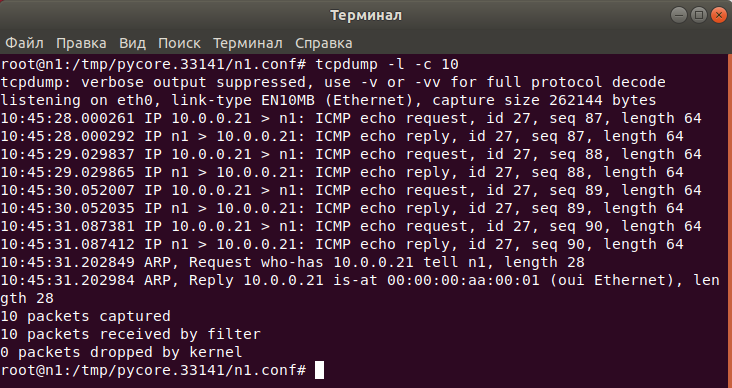 Терминал
Файл Правка Вид Поиск Терминал Справка
root@n1:/tmp/pycore.33141/n1.conf# tcpdump -l -c 10
tcpdump: verbose output suppressed, use -v or -vv for full protocol decode
listening on eth0, link-type EN10MB (Ethernet), capture size 262144 bytes
10:45:28.000261 IP 10.0.0.21 > n1: ICMP echo request, id 27, seq 87, length 64
10:45:28.000292 IP n1 > 10.0.0.21: ICMP echo reply, id 27, seq 87, length 64
10:45:29.029837 IP 10.0.0.21 > n1: ICMP echo request, id 27, seq 88, length 64
10:45:29.029865 IP n1 > 10.0.0.21: ICMP echo reply, id 27, seq 88, length 64
10:45:30.052007 IP 10.0.0.21 > n1: ICMP echo request, id 27, seq 89, length 64
10:45:30.052035 IP n1 > 10.0.0.21: ICMP echo reply, id 27, seq 89, length 64
10:45:31.087381 IP 10.0.0.21 > n1: ICMP echo request, id 27, seq 90, length 64
10:45:31.087412 IP n1 > 10.0.0.21: ICMP echo reply, id 27, seq 90, length 64
10:45:31.202849 ARP, Request who-has 10.0.0.21 tell n1, length 28
10:45:31.202984 ARP, Reply 10.0.0.21 is-at 00:00:00:aa:00:01 (oui Ethernet), len
gth 28
10 packets captured
10 packets received by filter
0 packets dropped by kernel
root@n1:/tmp/pycore.33141/n1.conf#